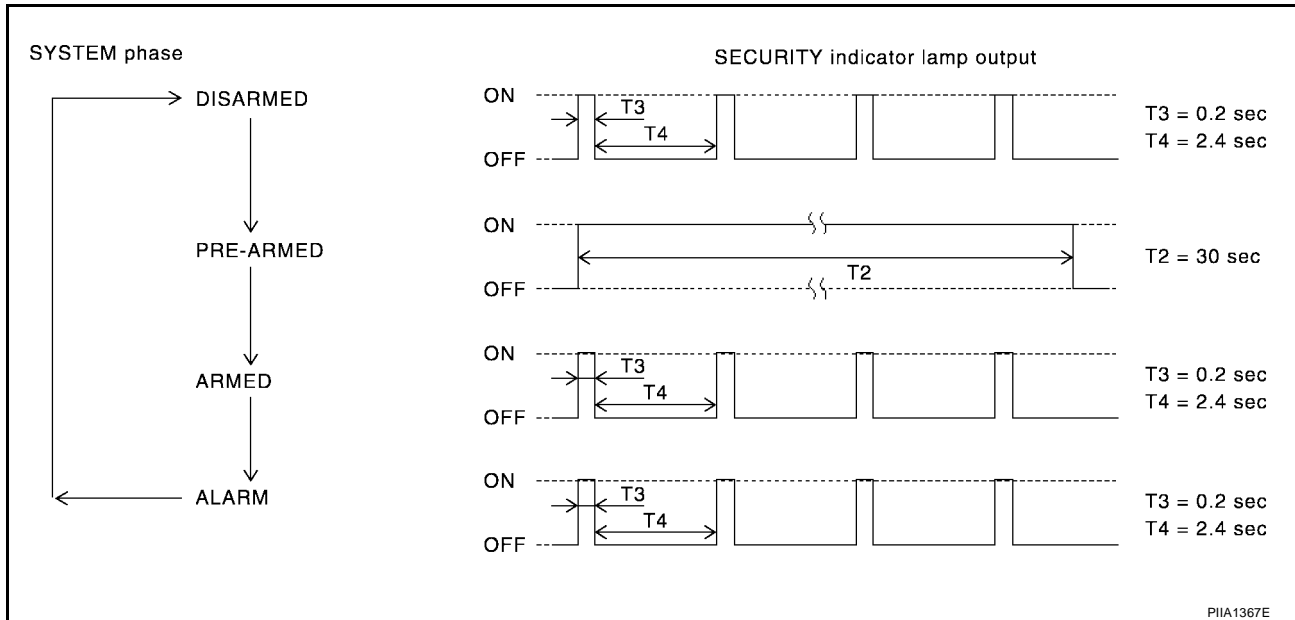 SYSTEM phase
SECURITY indicator lamp output
DISARMED
ON
OFF
T3
T4
T3 = 0.2 sec
T4 = 2.4 sec
PRE-ARMED
ON
OFF
T2
T2 = 30 sec
ARMED
ON
OFF
T3
T4
T3 = 0.2 sec
T4 = 2.4 sec
ALARM
ON
OFF
T3
T4
T3 = 0.2 sec
T4 = 2.4 sec
PIIA1367E